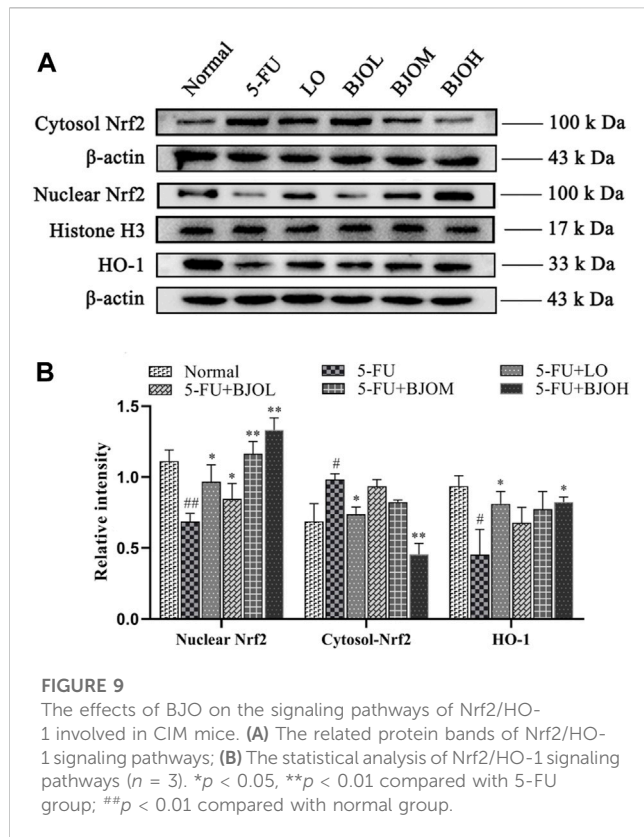 A
Normal 5-FU LO BJOL BJOM BJOH
Cytosol Nrf2 100 k Da
β-actin 43 k Da
Nuclear Nrf2 100 k Da
Histone H3 17 k Da
HO-1 33 k Da
β-actin 43 k Da
B
Normal 5-FU 5-FU+LO
5-FU+BJOL 5-FU+BJOM 5-FU+BJOH
Relative intensity
1.5
1.0
0.5
0.0
## * * ** **
# * **
# * *
Nuclear Nrf2 Cytosol-Nrf2 HO-1
FIGURE 9
The effects of BJO on the signaling pathways of Nrf2/HO-
1 involved in CIM mice. (A) The related protein bands of Nrf2/HO-
1 signaling pathways; (B) The statistical analysis of Nrf2/HO-1 signaling
pathways (n = 3). *p < 0.05, **p < 0.01 compared with 5-FU
group; ##p < 0.01 compared with normal group.